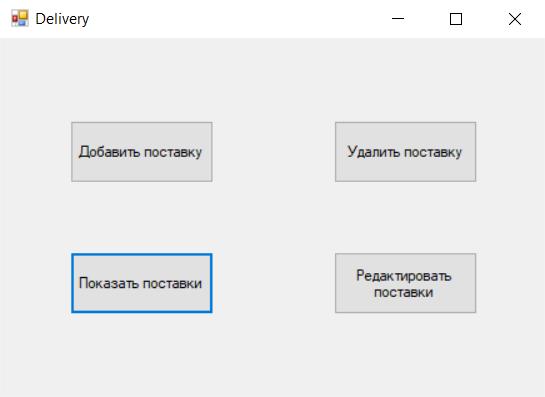 Delivery
Добавить поставку
Удалить поставку
Показать поставки
Редактировать
поставки